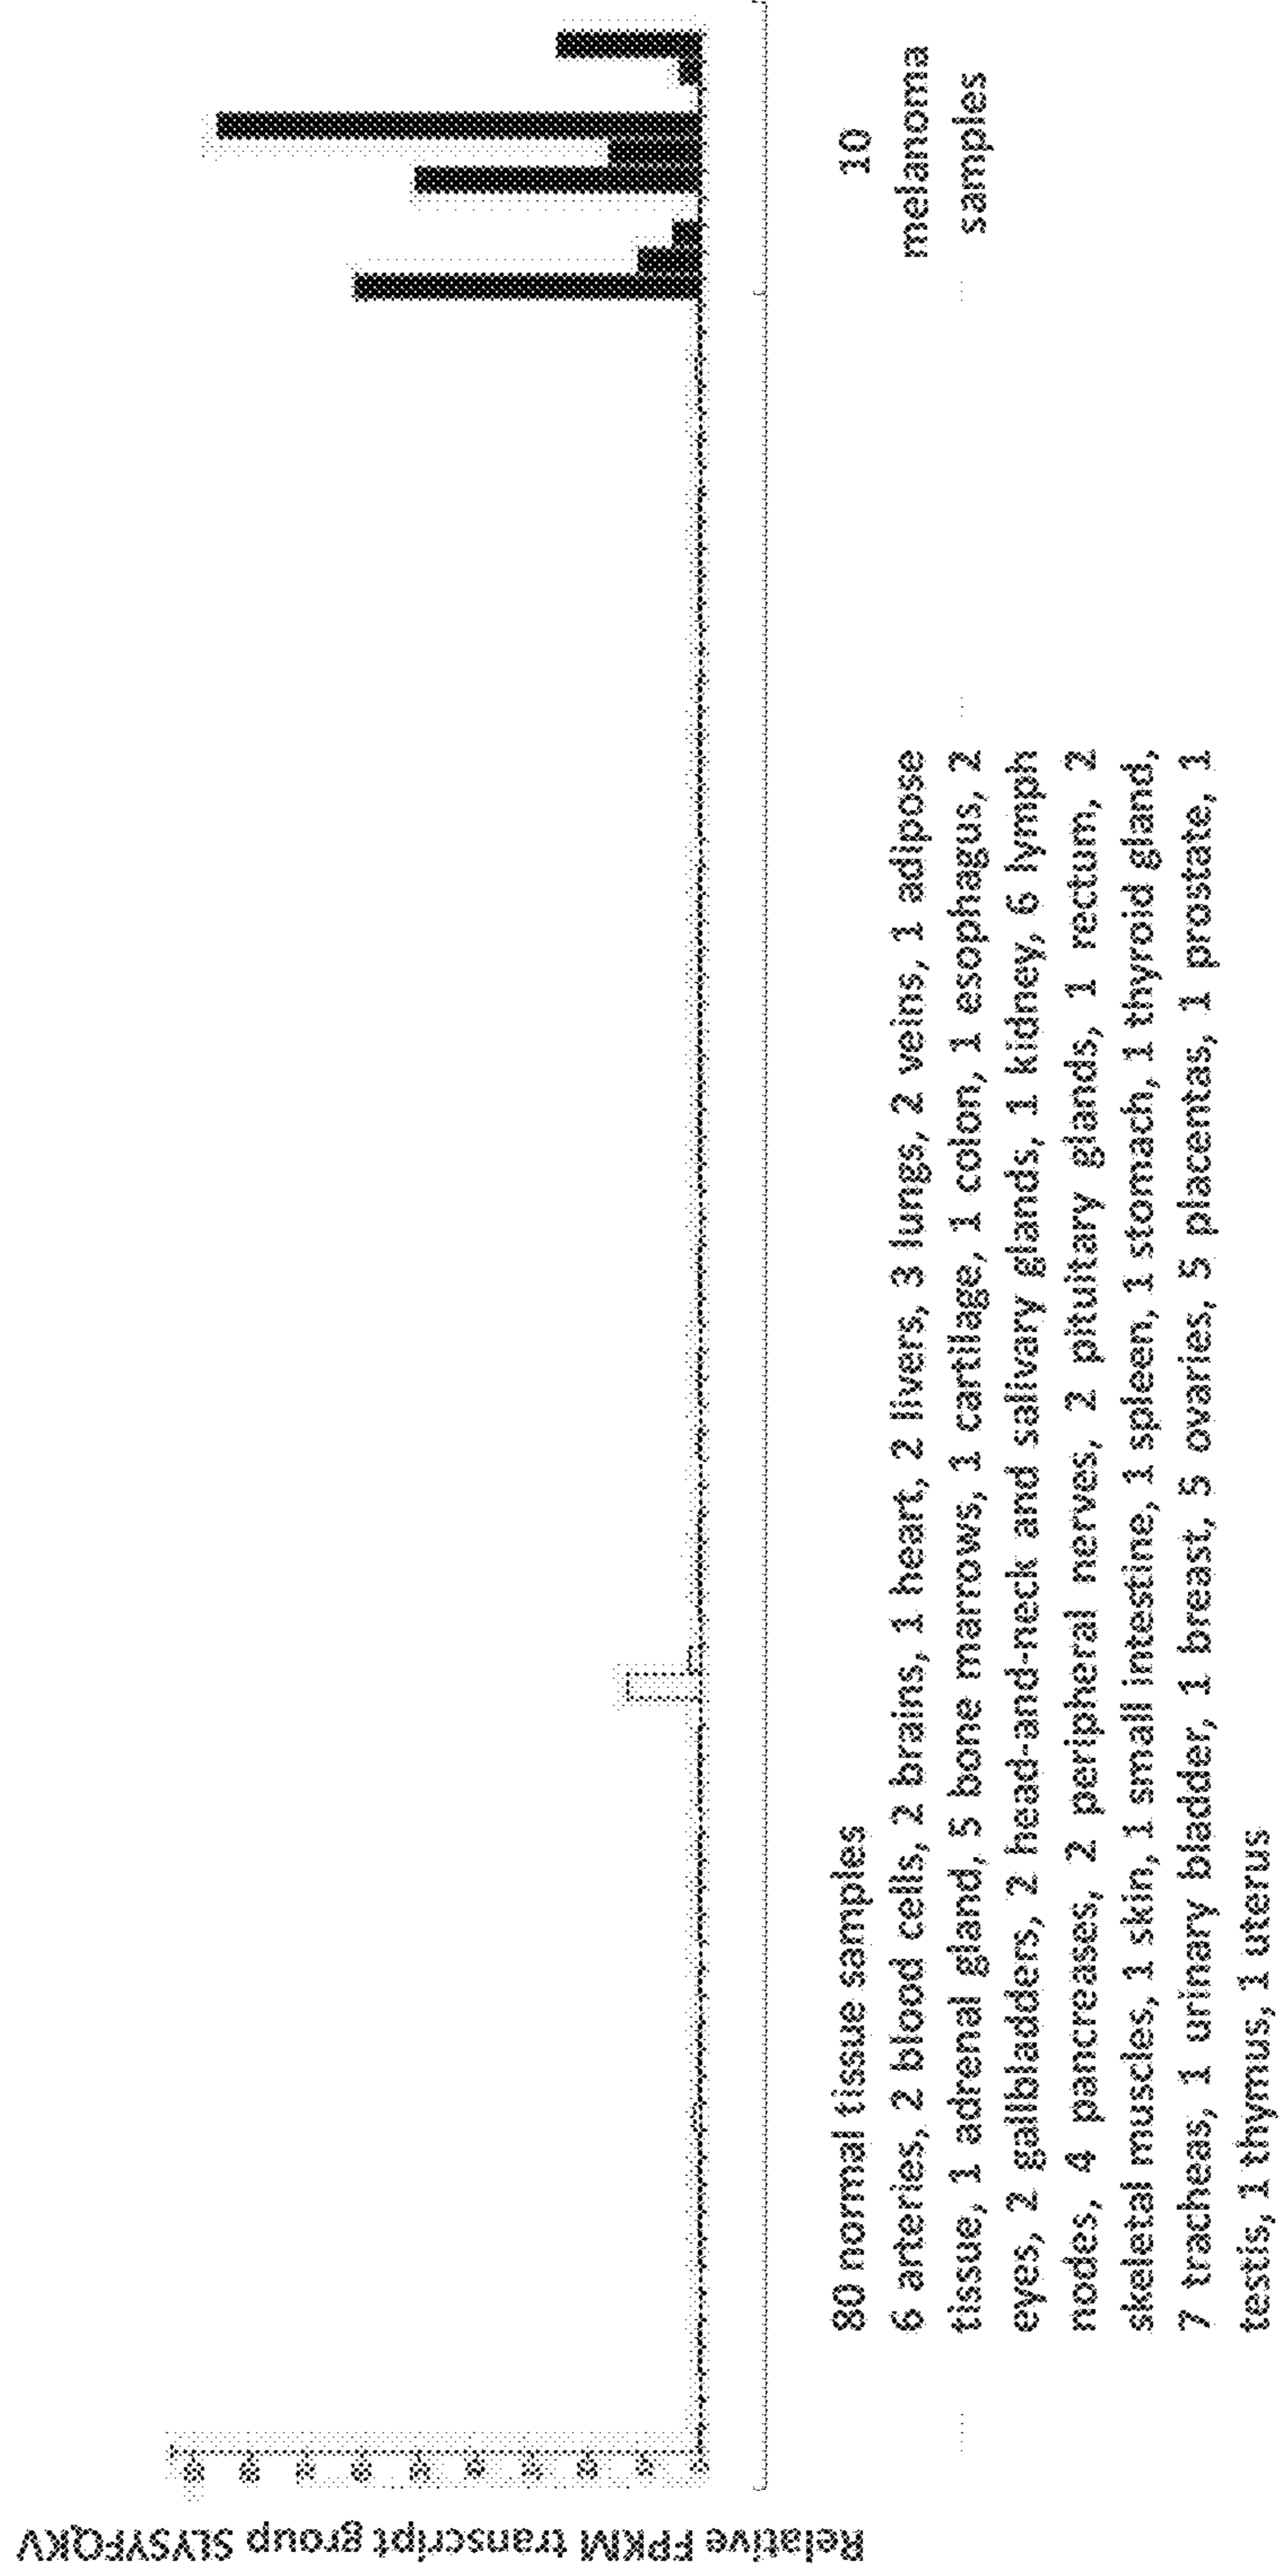 Relative FPKM transcript group SLYSYFQKV
80 normal tissue samples
6 arteries, 2 blood cells, 2 brains, 1 heart, 2 livers, 3 lungs, 2 veins, 1 adipose
tissue, 1 adrenal gland, 5 bone marrows, 1 cartilage, 1 colon, 1 esophagus, 2
eyes, 2 gallbladders, 2 head-and-neck and salivary glands, 1 kidney, 6 lymph
nodes, 4 pancreases, 2 peripheral nerves, 2 pituitary glands, 1 rectum, 2
skeletal muscles, 1 skin, 1 small intestine, 1 spleen, 1 stomach, 1 thyroid gland,
7 tracheas, 1 urinary bladder, 1 breast, 5 ovaries, 5 placentas, 1 prostate, 1
testis, 1 thymus, 1 uterus
10
melanoma
samples